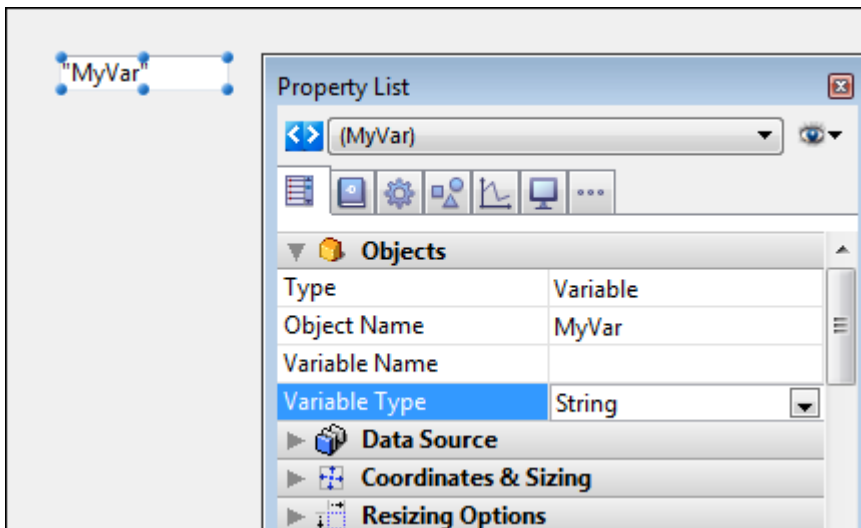 "MyVar"
Property List
(MyVar)
Objects
Type Variable
Object Name MyVar
Variable Name
Variable Type String
Data Source
Coordinates & Sizing
Resizing Options